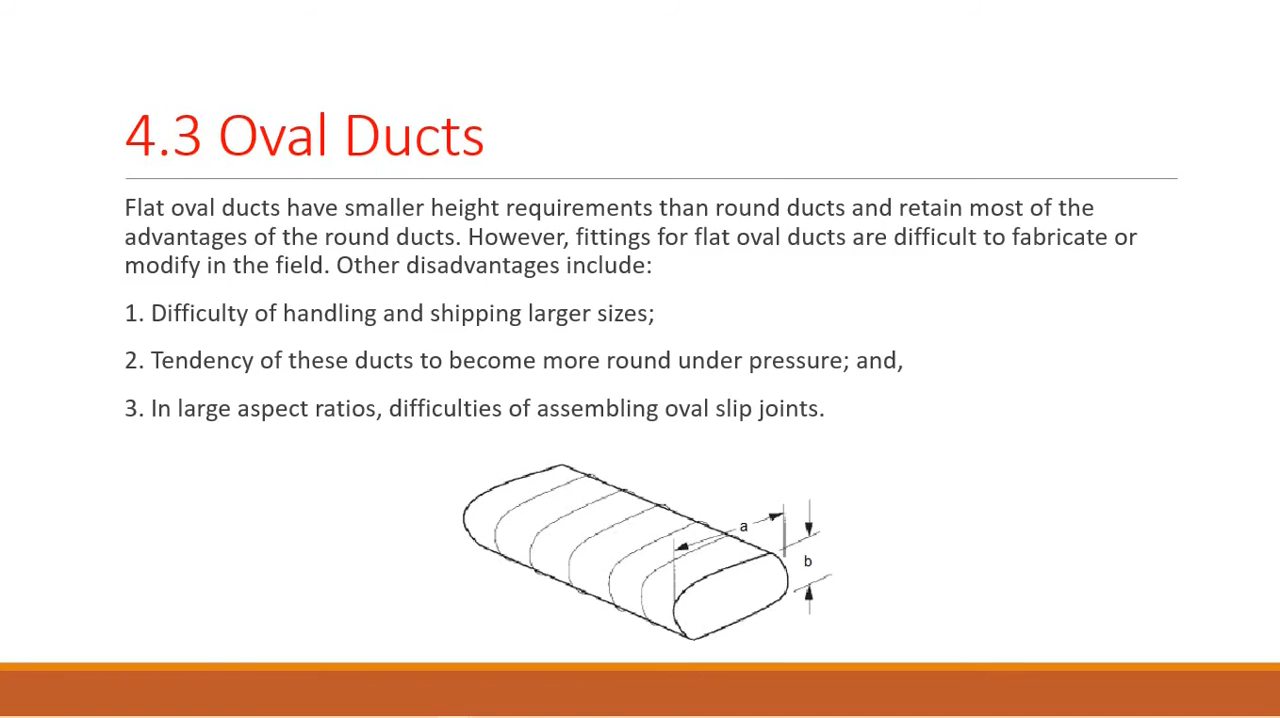 4.3 Oval Ducts
Flat oval ducts have smaller height requirements than round ducts and retain most of the
advantages of the round ducts. However, fittings for flat oval ducts are difficult to fabricate or
modify in the field. Other disadvantages include:
1. Difficulty of handling and shipping larger sizes;
2. Tendency of these ducts to become more round under pressure; and,
3. In large aspect ratios, difficulties of assembling oval slip joints.
a
b